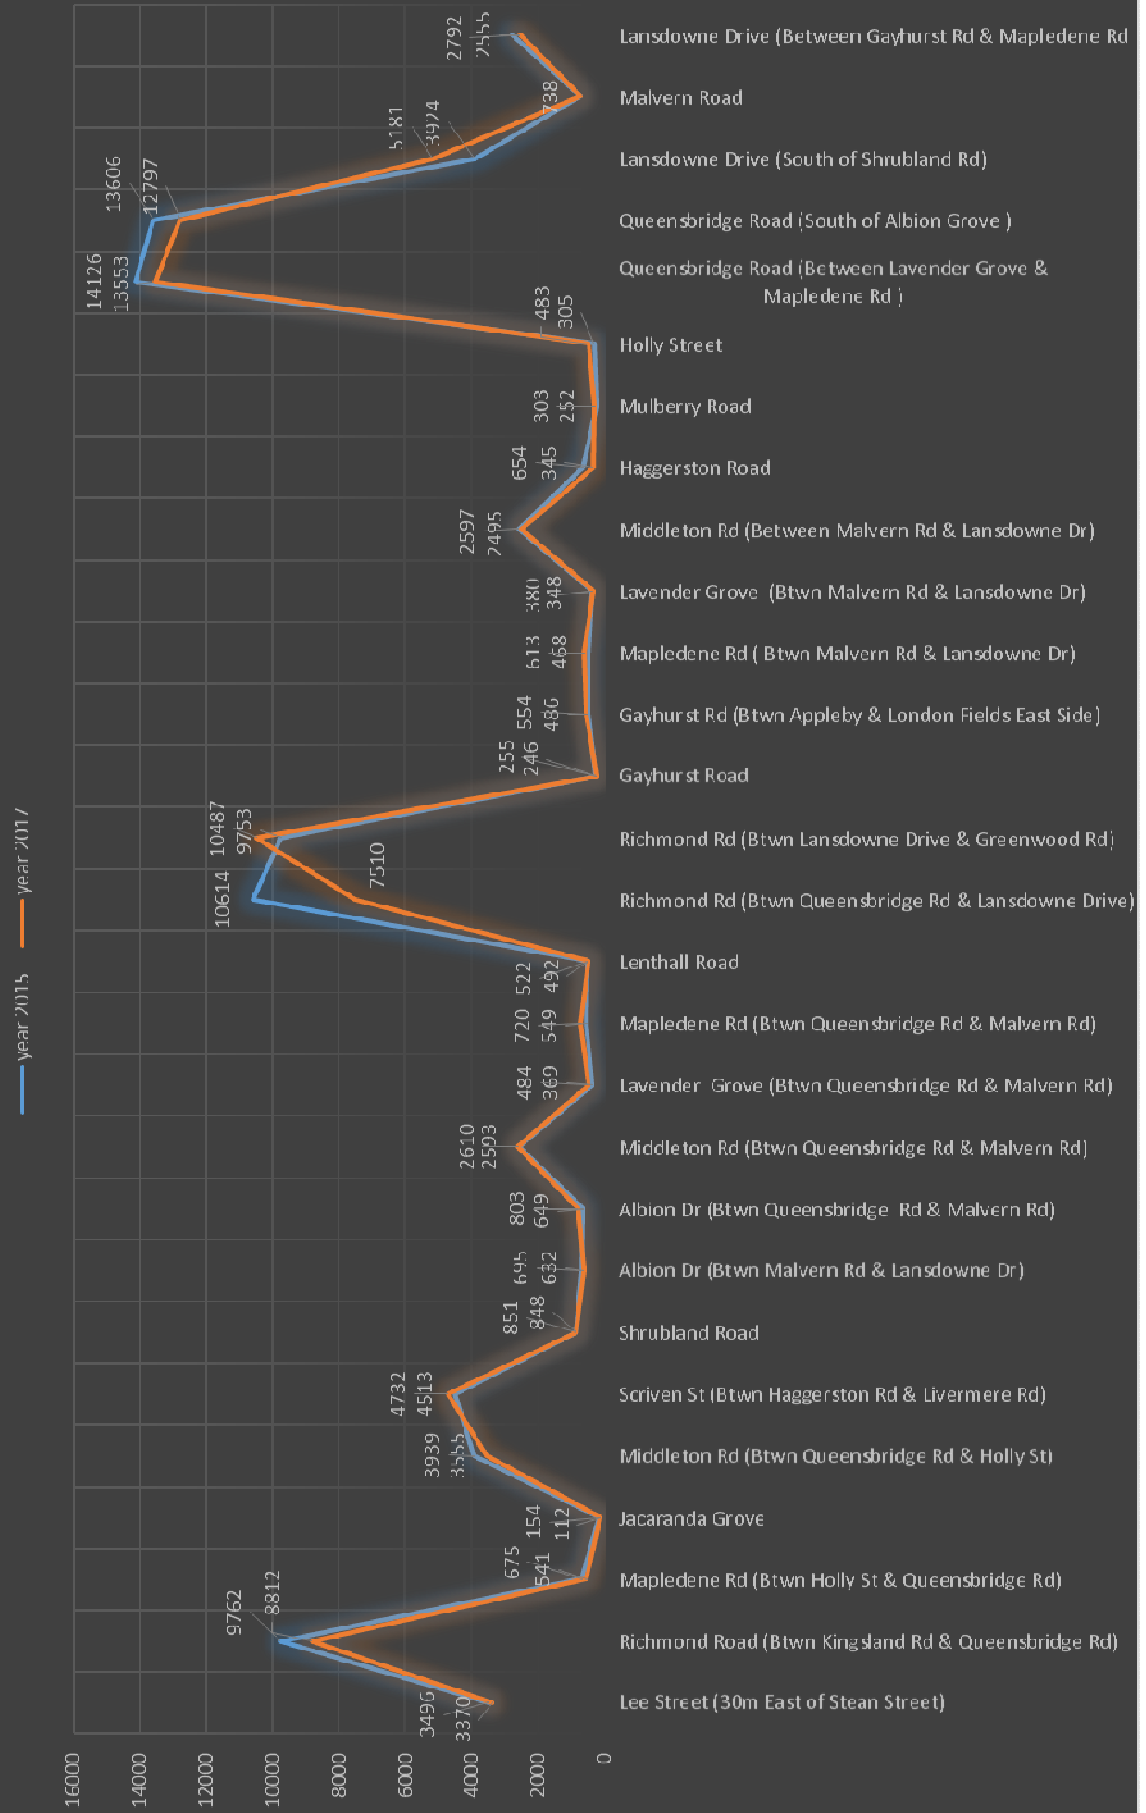 Lansdowne Drive (Between Gayhurst Rd & Mapledene Rd
Malvern Road
Lansdowne Drive (South of Shrubland Rd)
Queensbridge Road (South of Albion Grove )
Queensbridge Road (Between Lavender Grove &
Mapledene Rd )
Holly Street
Mulberry Road
Haggerston Road
Middleton Rd (Between Malvern Rd & Lansdowne Dr)
Lavender Grove (Btwn Malvern Rd & Lansdowne Dr)
Mapledene Rd ( Btwn Malvern Rd & Lansdowne Dr)
Gayhurst Rd (Btwn Appleby & London Fields East Side)
Gayhurst Road
Richmond Rd (Btwn Lansdowne Drive & Greenwood Rd)
Richmond Rd (Btwn Queensbridge Rd & Lansdowne Drive)
Lenthall Road
Mapledene Rd (Btwn Queensbridge Rd & Malvern Rd)
Lavender Grove (Btwn Queensbridge Rd & Malvern Rd)
Middleton Rd (Btwn Queensbridge Rd & Malvern Rd)
Albion Dr (Btwn Queensbridge Rd & Malvern Rd)
Albion Dr (Btwn Malvern Rd & Lansdowne Dr)
Shrubland Road
Scriven St (Btwn Haggerston Rd & Livermere Rd)
Middleton Rd (Btwn Queensbridge Rd & Holly St)
Jacaranda Grove
Mapledene Rd (Btwn Holly St & Queensbridge Rd)
Richmond Road (Btwn Kingsland Rd & Queensbridge Rd)
Lee Street (30m East of Stean Street)
2792
2555
738
5181
3924
13606
12797
14126
13553
483
305
303
252
654
345
2597
2495
380
348
613
468
554
486
255
246
10487
9753
10614
7510
522
492
720
549
484
369
2610
2593
803
649
695
632
851
848
4732
4513
3939
3555
154
112
675
541
9762
8812
3496
3370
16000
14000
12000
10000
8000
6000
4000
2000
0
year 2015
year 2017